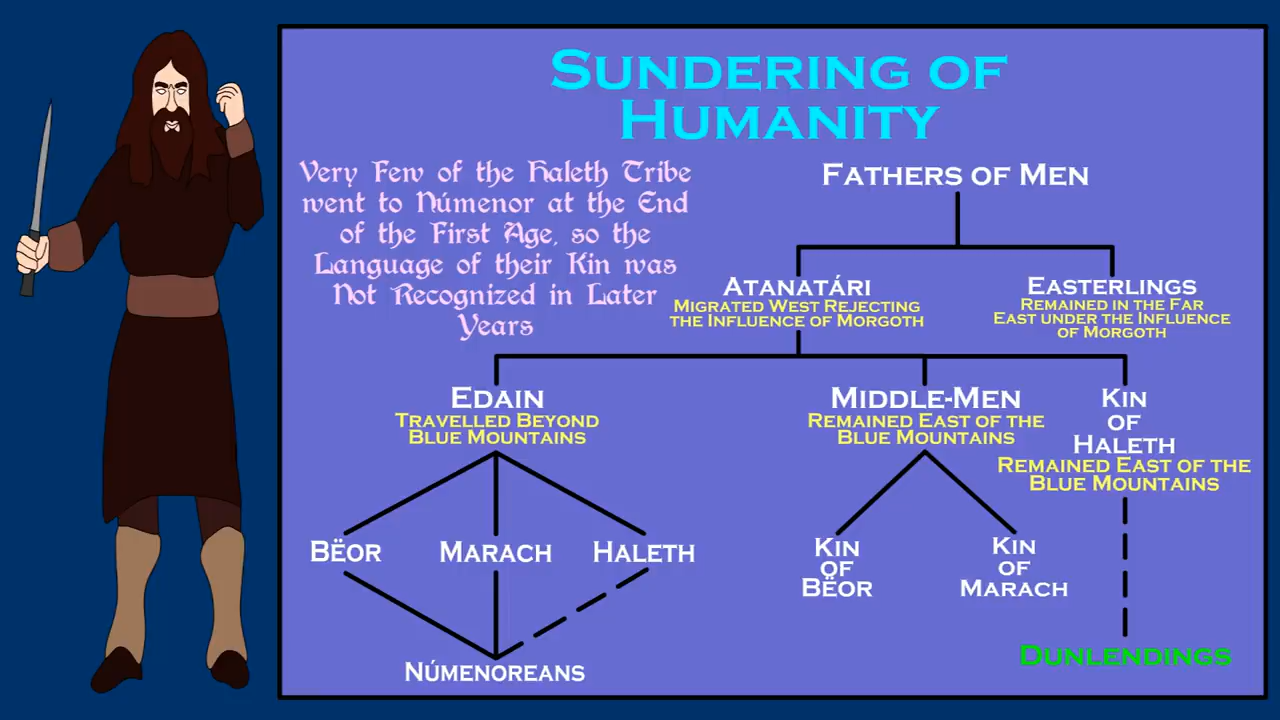 Sundering of
Humanity
Very Few of the Haleth Tribe
went to Númenor at the End
of the First Age, so the
Language of their Kin was
Not Recognized in Later
Years
Fathers of Men
Atanatári
Migrated West Rejecting
the Influence of Morgoth
Easterlings
Remained in the Far
East under the Influence
of Morgoth
Edain
Travelled Beyond
Blue Mountains
Middle-Men
Remained East of the
Blue Mountains
Kin
of
Haleth
Remained East of the
Blue Mountains
Bëor
Marach
Haleth
Kin
of
Bëor
Kin
of
Marach
Númenoreans
Dunlendings